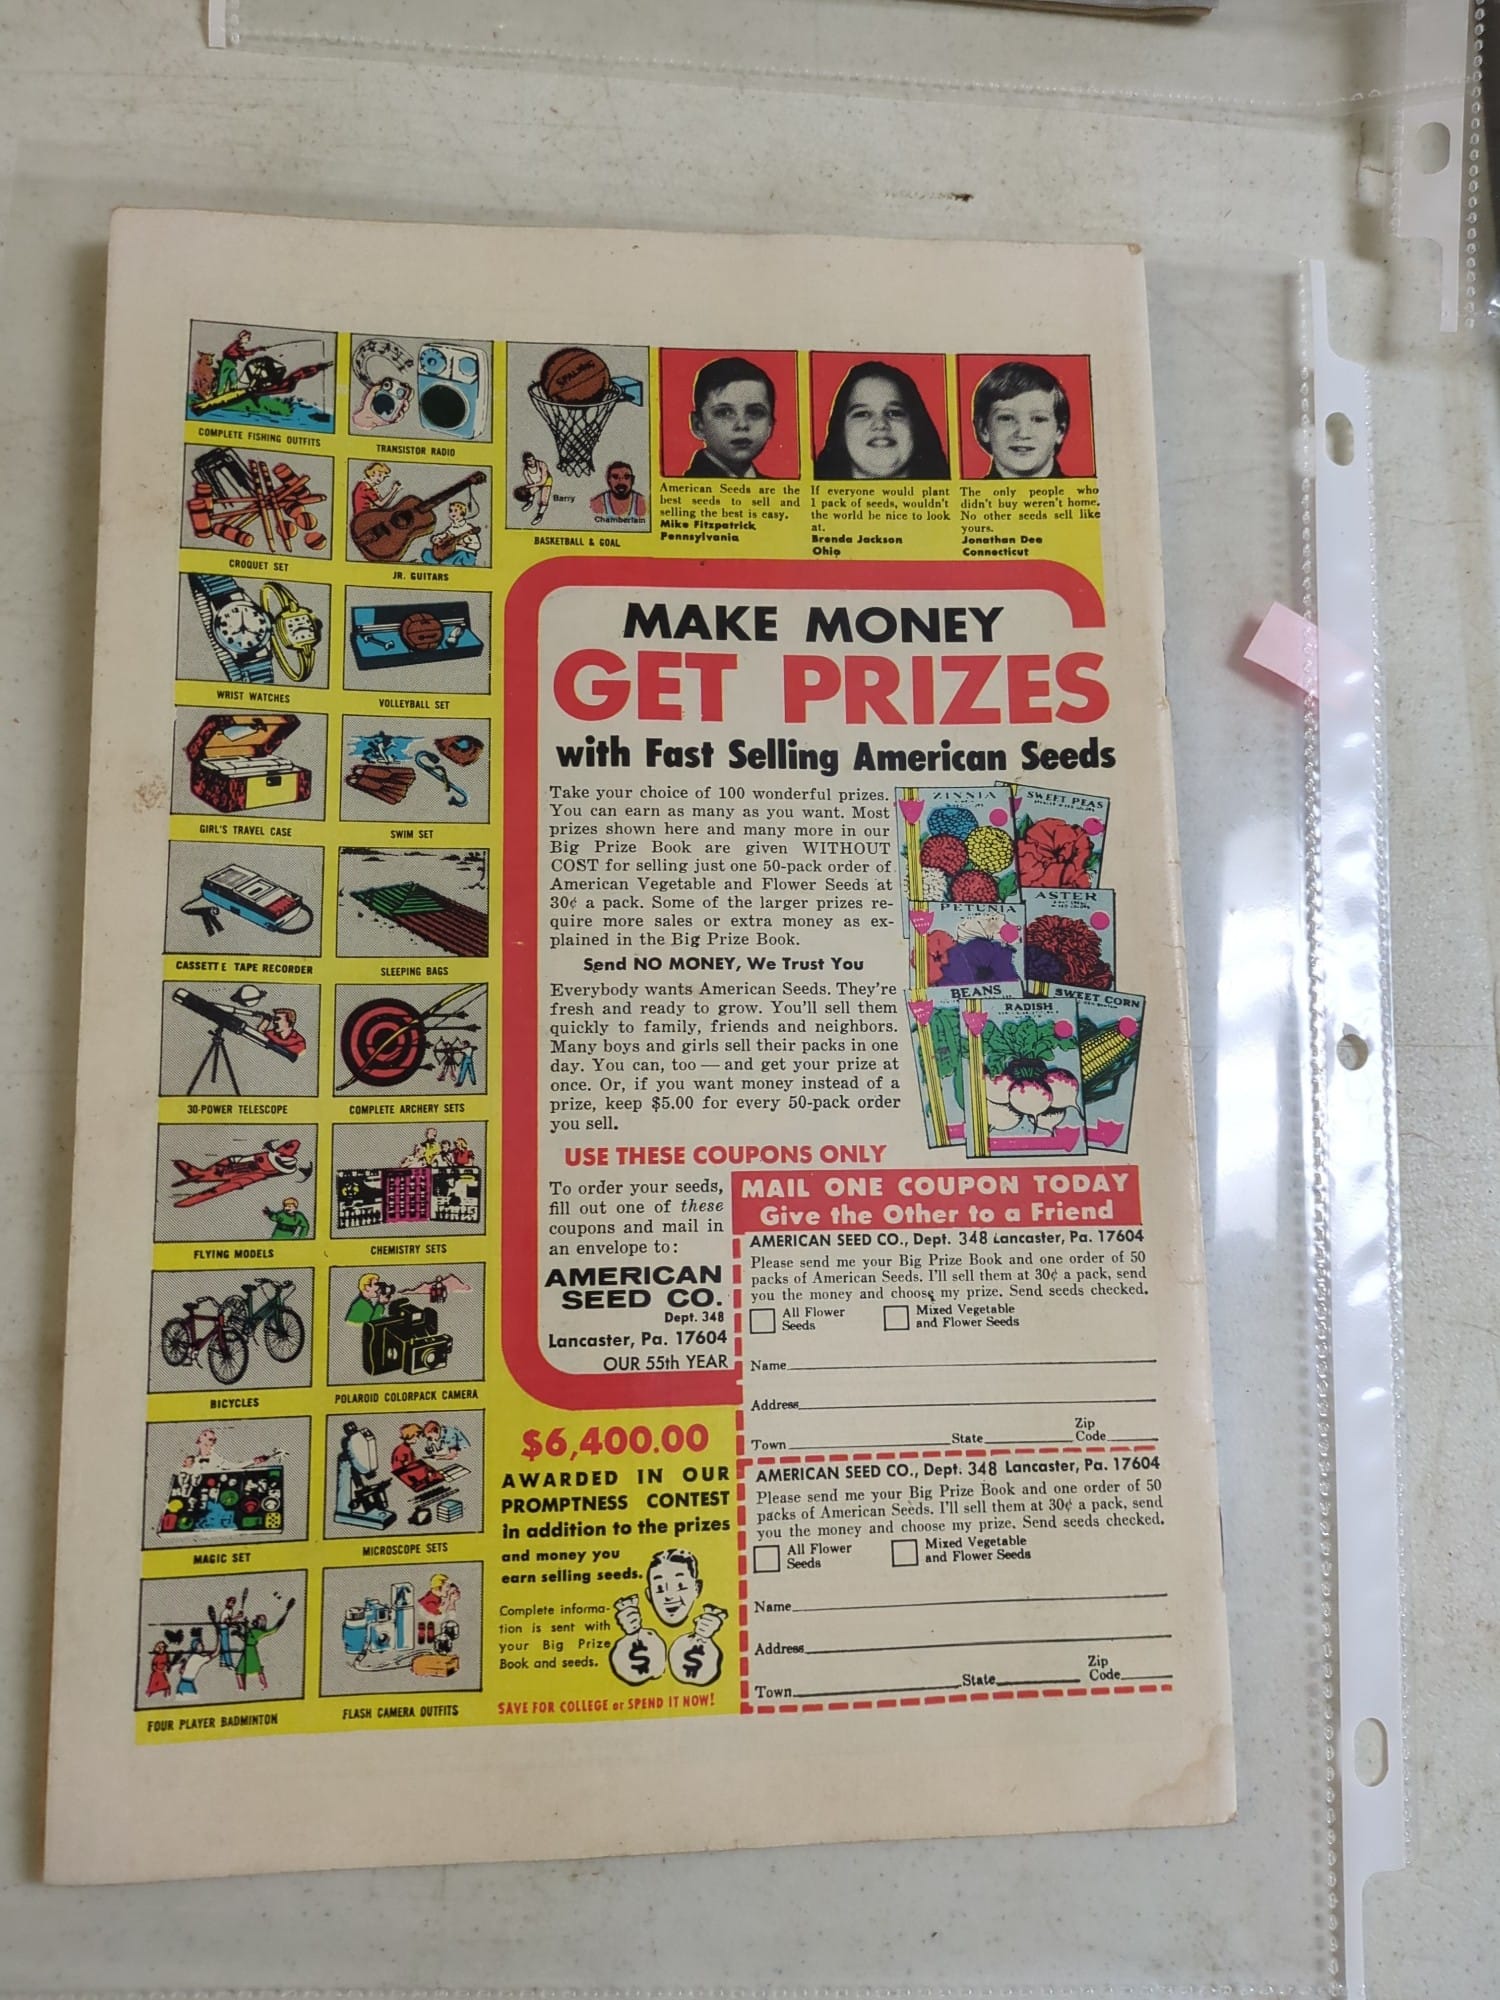 COMPLETE FISHING OUTFITS
TRANSISTOR RADIO
SPALDING
Barry
Chamberlain
BASKETBALL & GOAL
CROQUET SET
JR. GUITARS
WRIST WATCHES
VOLLEYBALL SET
GIRL'S TRAVEL CASE
SWIM SET
CASSETTE TAPE RECORDER
SLEEPING BAGS
30-POWER TELESCOPE
COMPLETE ARCHERY SETS
FLYING MODELS
CHEMISTRY SETS
BICYCLES
POLAROID COLORPACK CAMERA
MAGIC SET
MICROSCOPE SETS
FOUR PLAYER BADMINTON
FLASH CAMERA OUTFITS
American Seeds are the
best seeds to sell and
selling the best is easy.
Mike Fitzpatrick
Pennsylvania
If everyone would plant
1 pack of seeds, wouldn't
the world be nice to look
at.
Brenda Jackson
Ohio
The only people who
didn't buy weren't home.
No other seeds sell like
yours.
Jonathan Dee
Connecticut
MAKE MONEY
GET PRIZES
with Fast Selling American Seeds
Take your choice of 100 wonderful prizes.
You can earn as many as you want. Most
prizes shown here and many more in our
Big Prize Book are given WITHOUT
COST for selling just one 50-pack order of
American Vegetable and Flower Seeds at
30¢ a pack. Some of the larger prizes re-
quire more sales or extra money as ex-
plained in the Big Prize Book.
Send NO MONEY, We Trust You
Everybody wants American Seeds. They're
fresh and ready to grow. You'll sell them
quickly to family, friends and neighbors.
Many boys and girls sell their packs in one
day. You can, too — and get your prize at
once. Or, if you want money instead of a
prize, keep $5.00 for every 50-pack order
you sell.
ZINNIA
SWEET PEAS
PETUNIA
ASTER
BEANS
RADISH
SWEET CORN
USE THESE COUPONS ONLY
To order your seeds,
fill out one of these
coupons and mail in
an envelope to:
AMERICAN
SEED CO.
Dept. 348
Lancaster, Pa. 17604
OUR 55th YEAR
MAIL ONE COUPON TODAY
Give the Other to a Friend
AMERICAN SEED CO., Dept. 348 Lancaster, Pa. 17604
Please send me your Big Prize Book and one order of 50
packs of American Seeds. I'll sell them at 30¢ a pack, send
you the money and choose my prize. Send seeds checked.
All Flower
Seeds
Mixed Vegetable
and Flower Seeds
Name
Address
Town State Zip Code
AMERICAN SEED CO., Dept. 348 Lancaster, Pa. 17604
Please send me your Big Prize Book and one order of 50
packs of American Seeds. I'll sell them at 30¢ a pack, send
you the money and choose my prize. Send seeds checked.
All Flower
Seeds
Mixed Vegetable
and Flower Seeds
Name
Address
Town State Zip Code
$6,400.00
AWARDED IN OUR
PROMPTNESS CONTEST
in addition to the prizes
and money you
earn selling seeds.
Complete informa-
tion is sent with
your Big Prize
Book and seeds.
$ $
SAVE FOR COLLEGE or SPEND IT NOW!